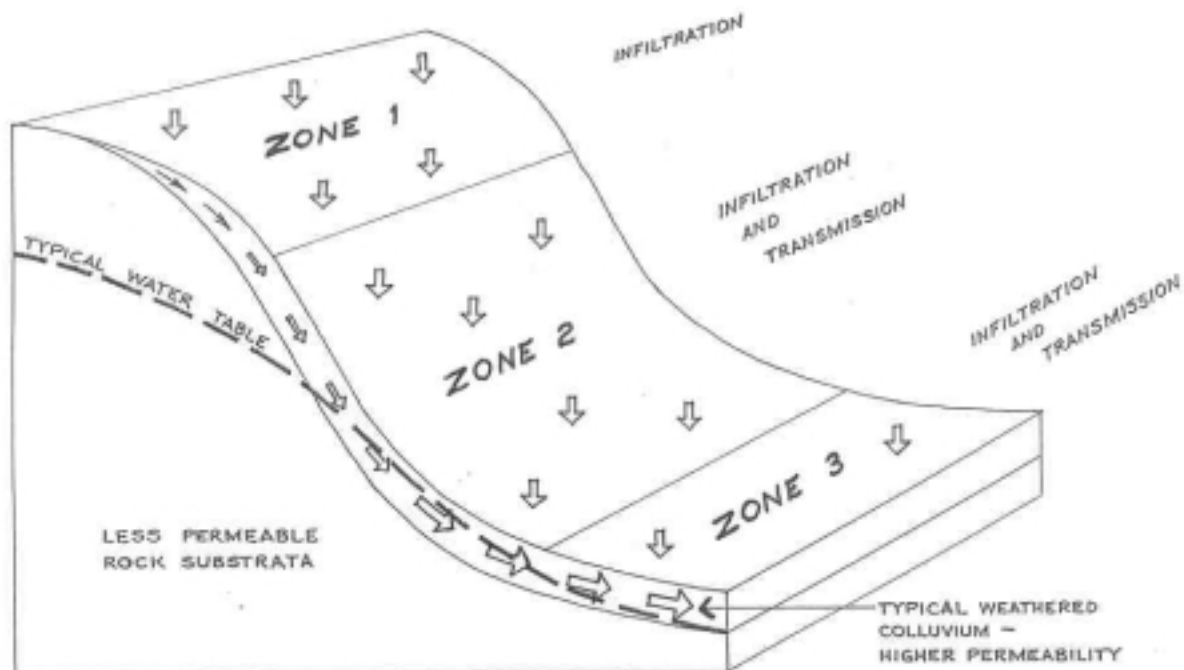 INFILTRATION
ZONE 1
INFILTRATION
AND
TRANSMISSION
TYPICAL WATER TABLE
ZONE 2
INFILTRATION
AND
TRANSMISSION
ZONE 3
LESS PERMEABLE
ROCK SUBSTRATA
TYPICAL WEATHERED
COLLUVIUM –
HIGHER PERMEABILITY